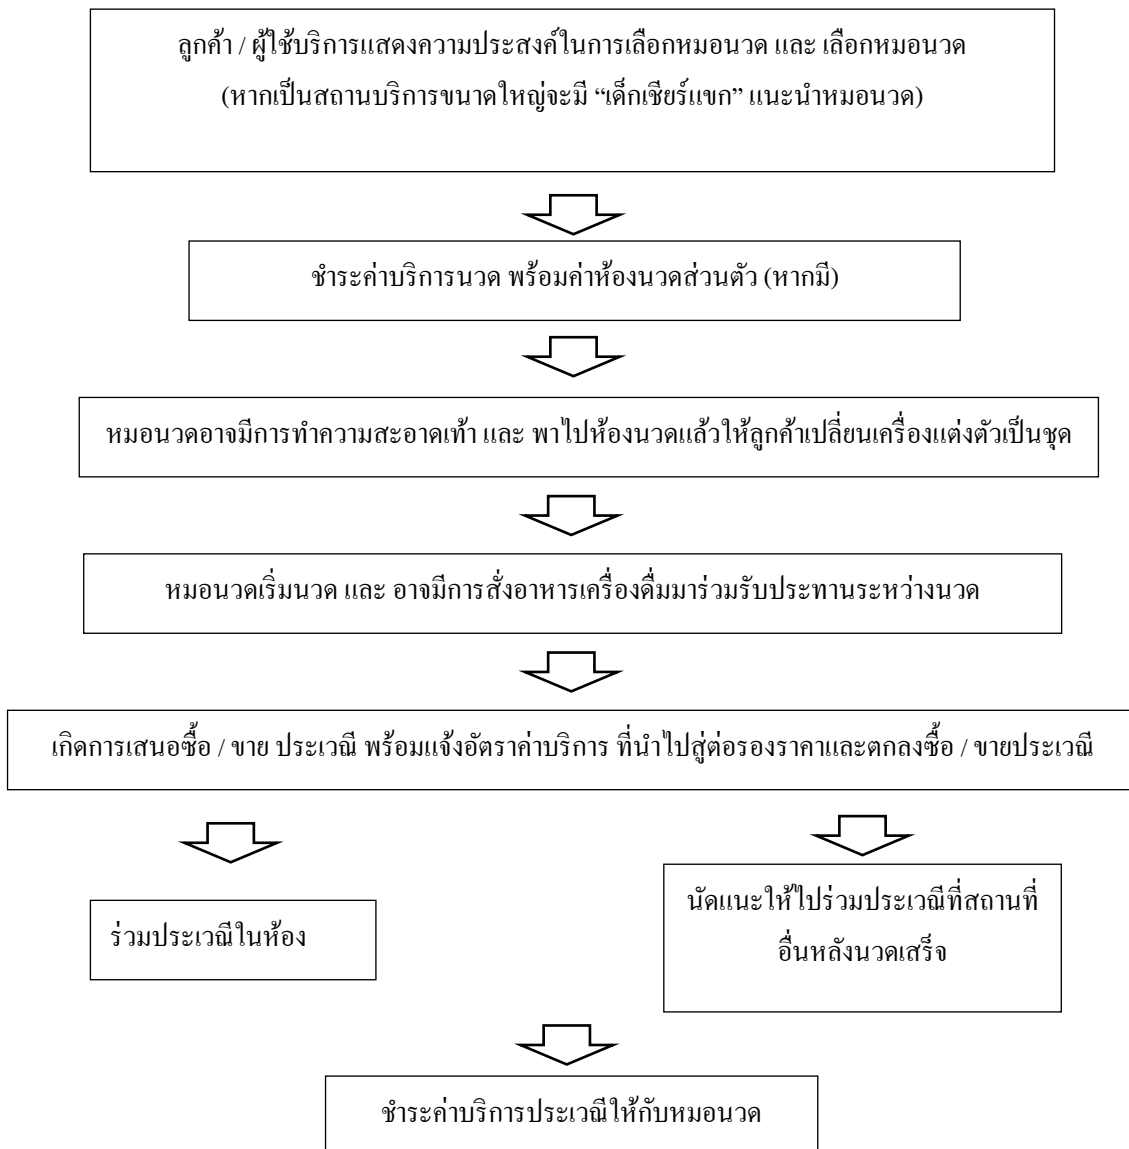 ลูกค้า / ผู้ใช้บริการแสดงความประสงค์ในการเลือกหมอนวด และ เลือกหมอนวด
(หากเป็นสถานบริการขนาดใหญ่จะมี “เด็กเชียร์แขก” แนะนำหมอนวด)
ชำระค่าบริการนวด พร้อมค่าห้องนวดส่วนตัว (หากมี)
หมอนวดอาจมีการทำความสะอาดเท้า และ พาไปห้องนวดแล้วให้ลูกค้าเปลี่ยนเครื่องแต่งตัวเป็นชุด
หมอนวดเริ่มนวด และ อาจมีการสั่งอาหารเครื่องดื่มมาร่วมรับประทานระหว่างนวด
เกิดการเสนอซื้อ / ขาย ประเวณี พร้อมแจ้งอัตราค่าบริการ ที่นำไปสู่ต่อรองราคาและตกลงซื้อ / ขายประเวณี
ร่วมประเวณีในห้อง
นัดแนะให้ไปร่วมประเวณีที่สถานที่
อื่นหลังนวดเสร็จ
ชำระค่าบริการประเวณีให้กับหมอนวด